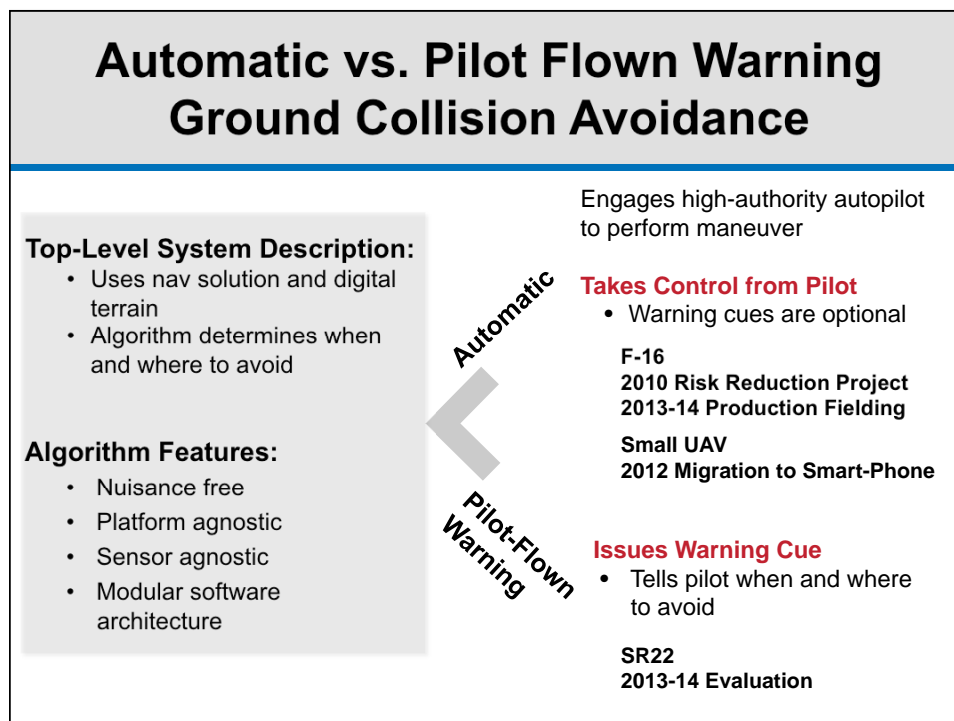 Automatic vs. Pilot Flown Warning
Ground Collision Avoidance
Top-Level System Description:
• Uses nav solution and digital
terrain
• Algorithm determines when
and where to avoid
Algorithm Features:
• Nuisance free
• Platform agnostic
• Sensor agnostic
• Modular software
architecture
Automatic
Engages high-authority autopilot
to perform maneuver
Takes Control from Pilot
• Warning cues are optional
F-16
2010 Risk Reduction Project
2013-14 Production Fielding
Small UAV
2012 Migration to Smart-Phone
Pilot-Flown
Warning
Issues Warning Cue
• Tells pilot when and where
to avoid
SR22
2013-14 Evaluation